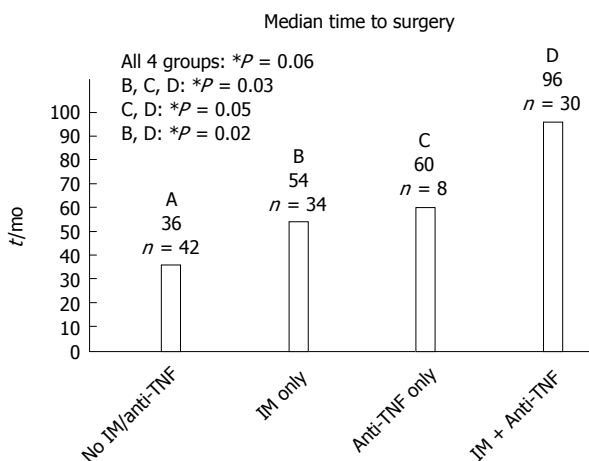 Median time to surgery
All 4 groups: *P = 0.06
B, C, D: *P = 0.03
C, D: *P = 0.05
B, D: *P = 0.02
D
96
n = 30
C
60
n = 8
B
54
n = 34
A
36
n = 42
100
90
80
70
60
50
40
30
20
10
0
t/mo
No IM/anti-TNF
IM only
Anti-TNF only
IM + Anti-TNF